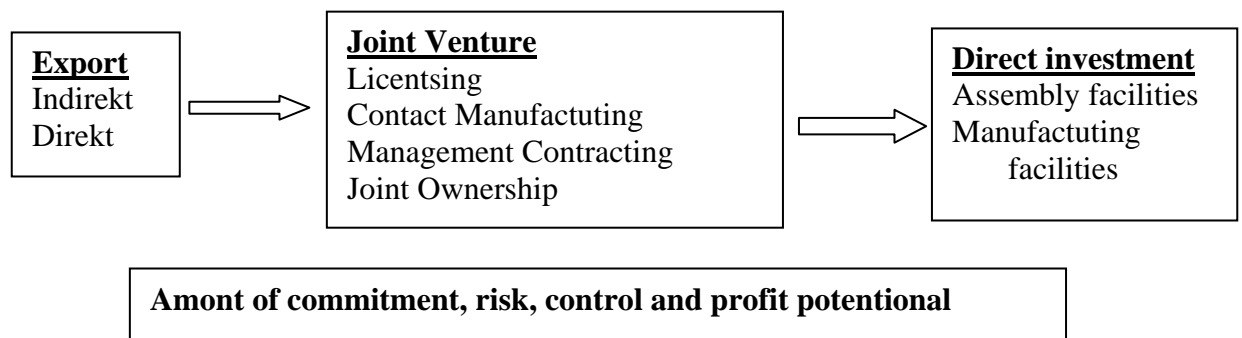 Export
Indirekt
Direkt
Joint Venture
Licentsing
Contact Manufactuting
Management Contracting
Joint Ownership
Direct investment
Assembly facilities
Manufactuting
facilities
Amont of commitment, risk, control and profit potentional